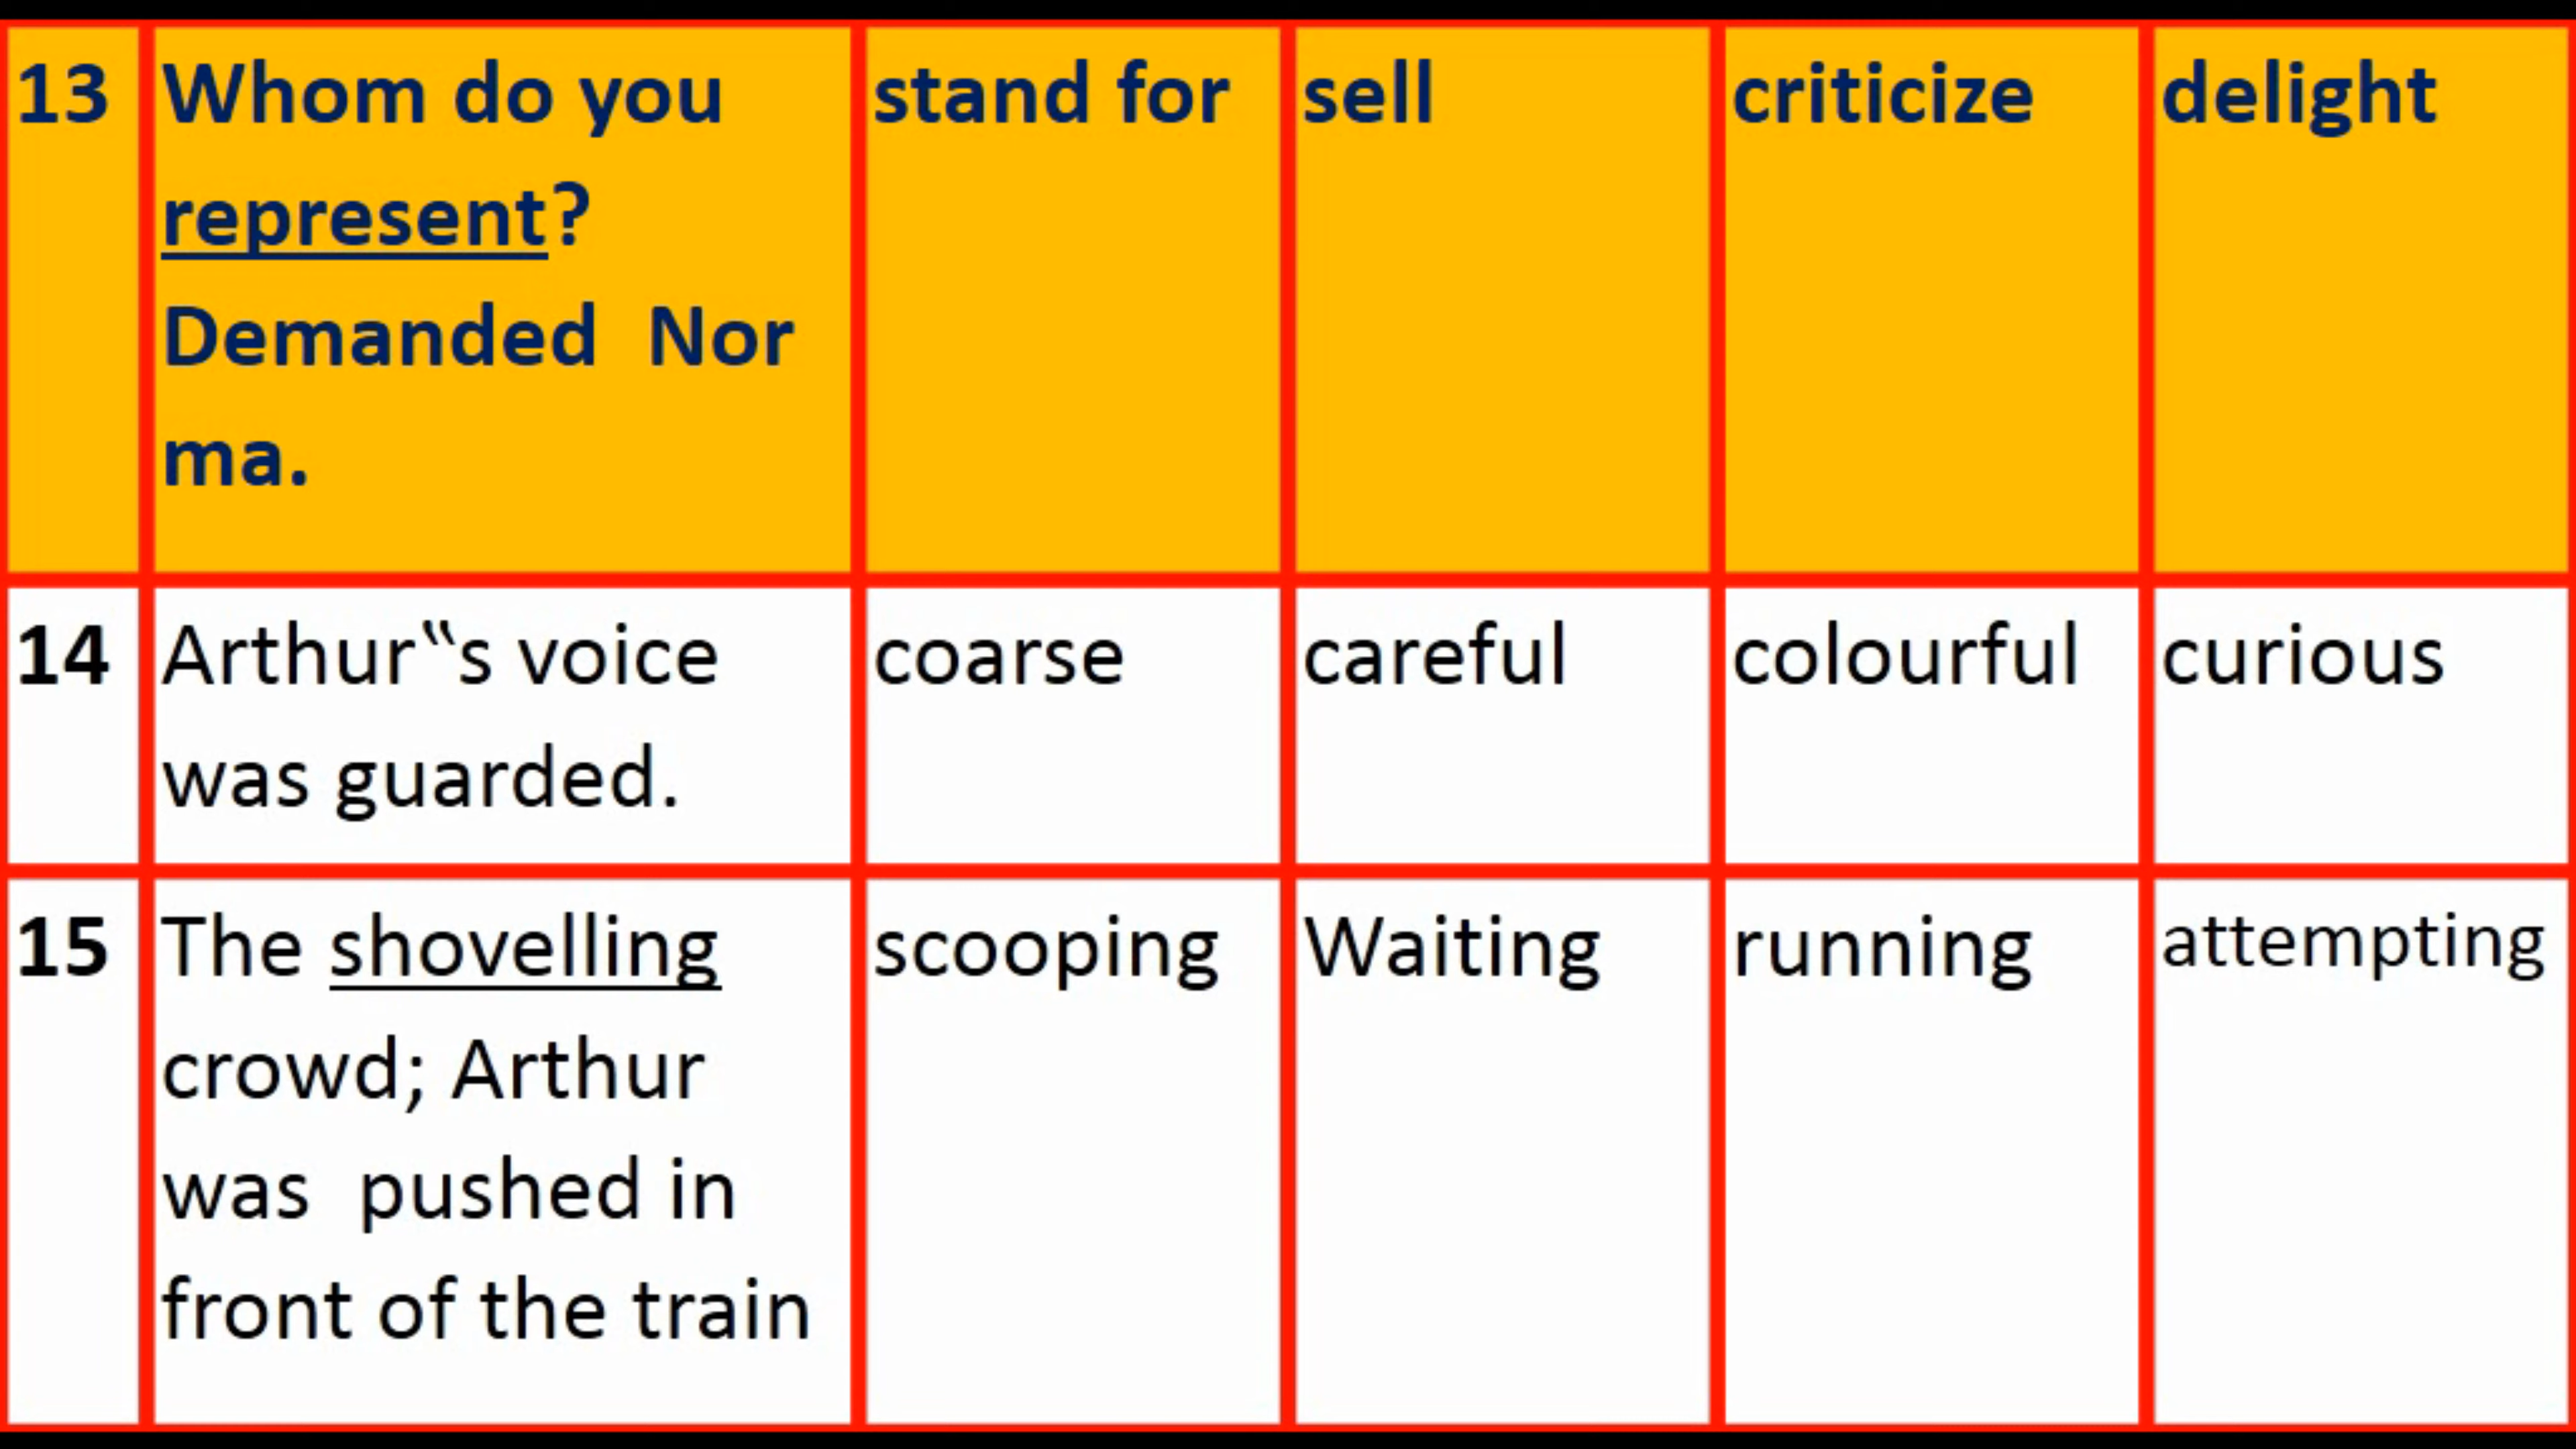 13 Whom do you stand for sell criticize delight
represent?
Demanded Nor
ma.
14 Arthur‟s voice coarse careful colourful curious
was guarded.
15 The shovelling scooping Waiting running attempting
crowd; Arthur
was pushed in
front of the train